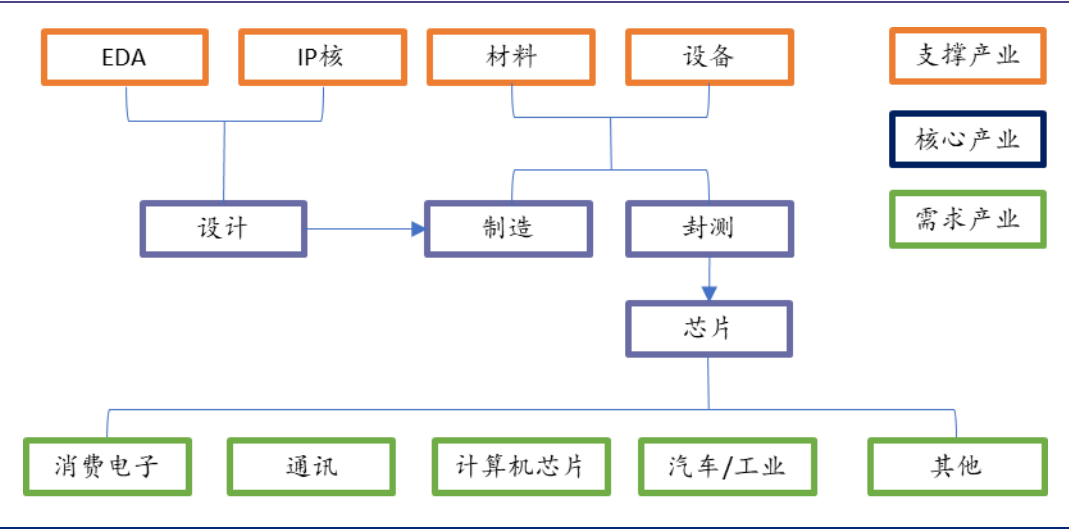 EDA
IP核
材料
设备
支撑产业
核心产业
设计
制造
封测
需求产业
芯片
消费电子
通讯
计算机芯片
汽车/工业
其他